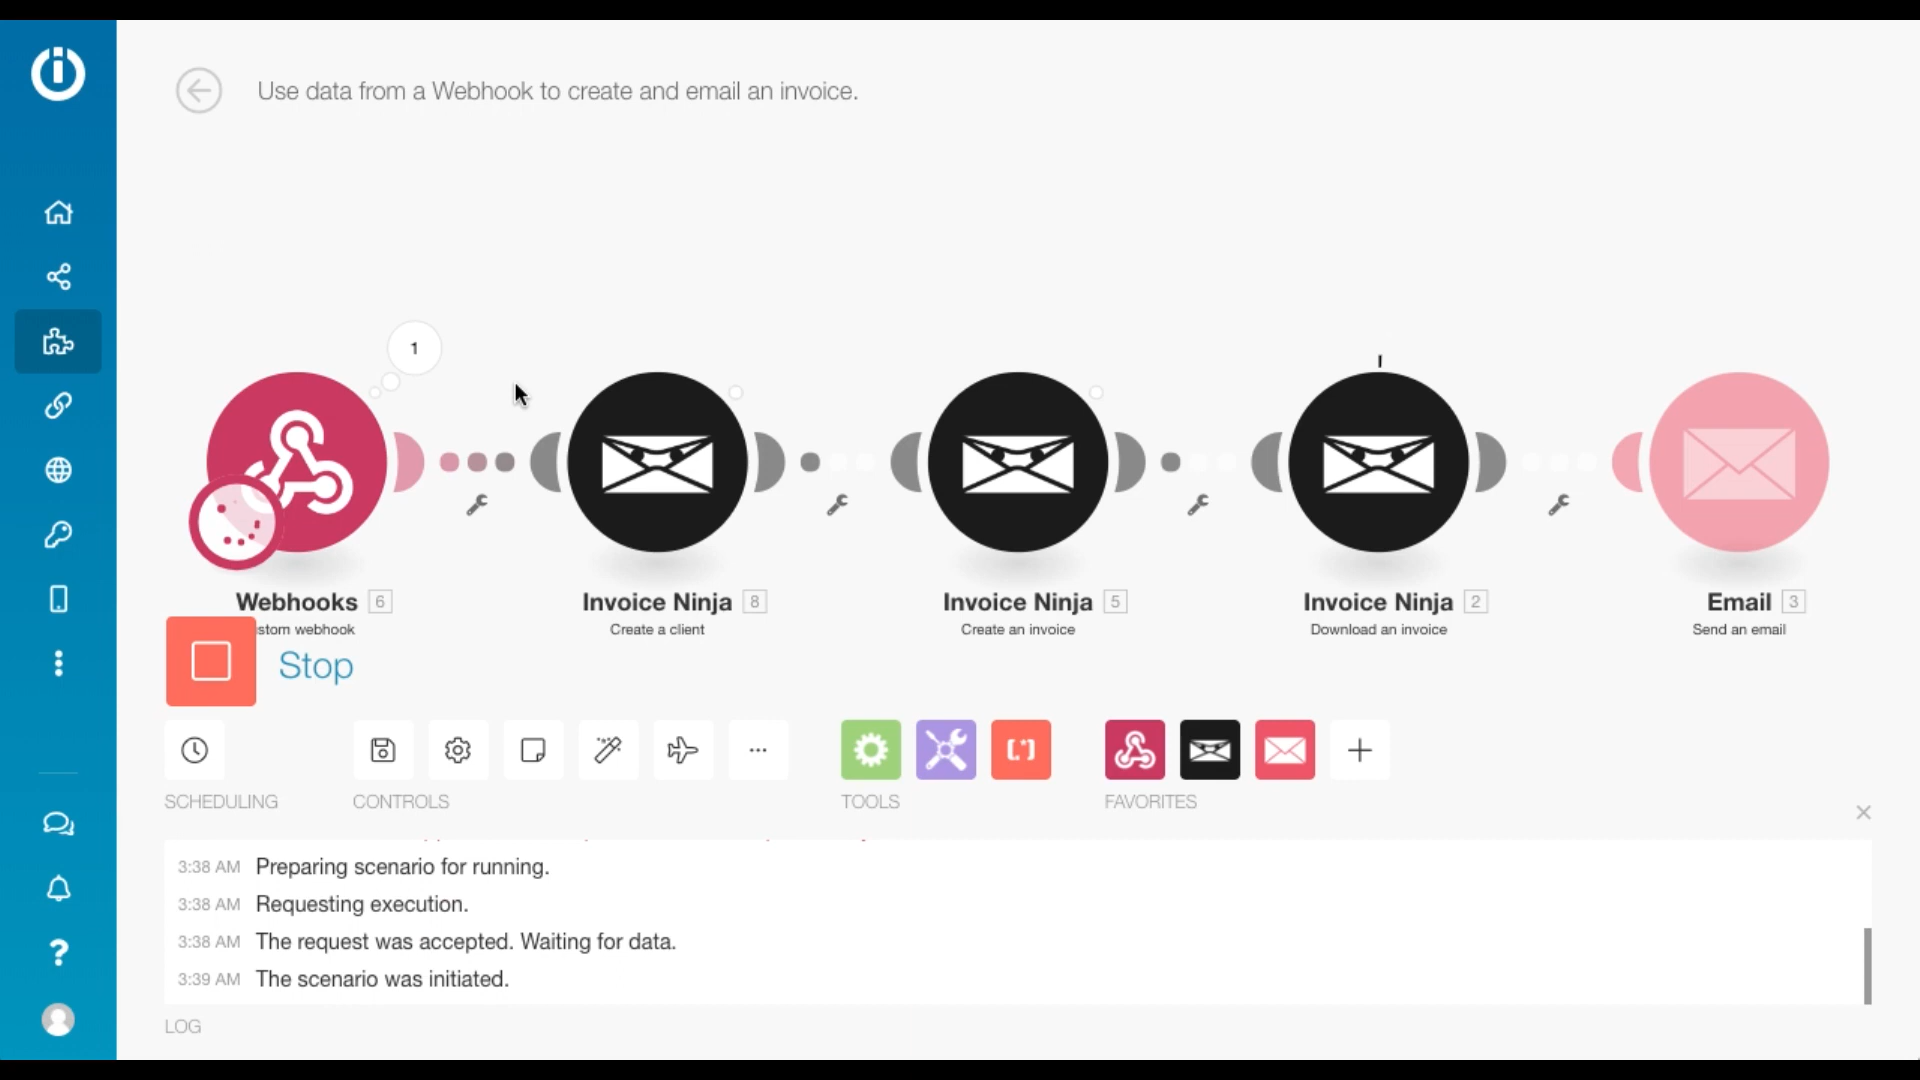 Use data from a Webhook to create and email an invoice.
1
Webhooks 6
stom webhook
Invoice Ninja 8
Create a client
Invoice Ninja 5
Create an invoice
Invoice Ninja 2
Download an invoice
Email 3
Send an email
Stop
SCHEDULING
CONTROLS
TOOLS
FAVORITES
3:38 AM Preparing scenario for running.
3:38 AM Requesting execution.
3:38 AM The request was accepted. Waiting for data.
3:39 AM The scenario was initiated.
LOG